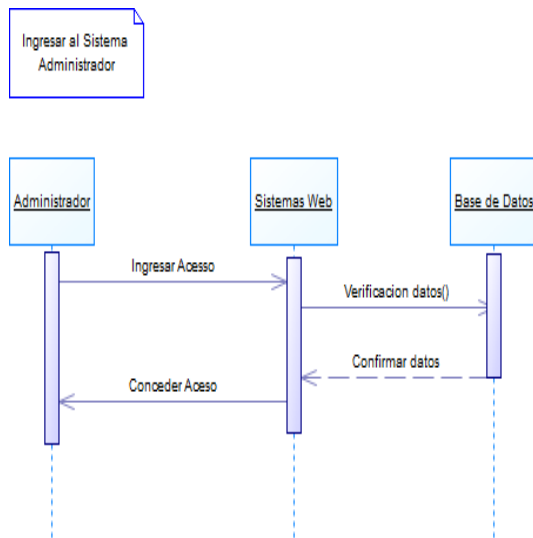 Ingresar al Sistema
Administrador
Administrador
Sistemas Web
Base de Datos
Ingresar Acesso
Verificacion datos()
Confirmar datos
Conceder Aceso